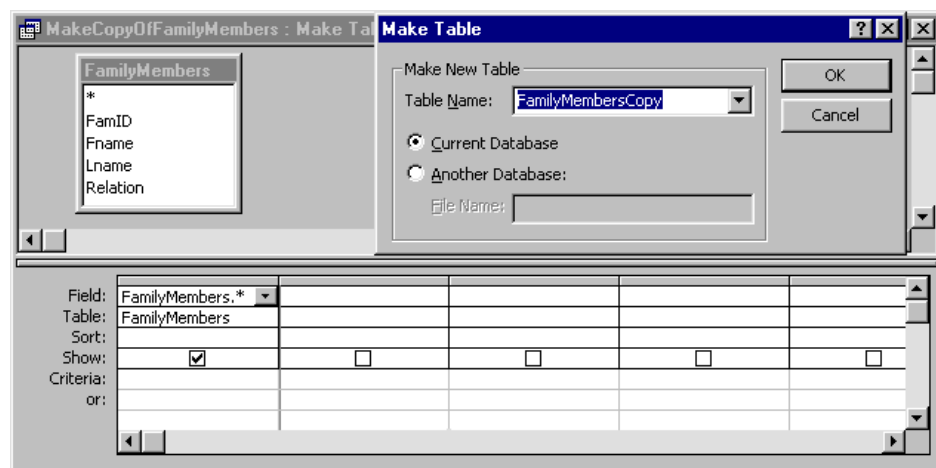 MakeCopyOfFamilyMembers : Make Ta
Make Table
FamilyMembers
*
FamID
Fname
Lname
Relation
Make New Table
Table Name: FamilyMembersCopy
Current Database
Another Database:
File Name:
OK
Cancel
Field: FamilyMembers.*
Table: FamilyMembers
Sort:
Show:
Criteria:
or: